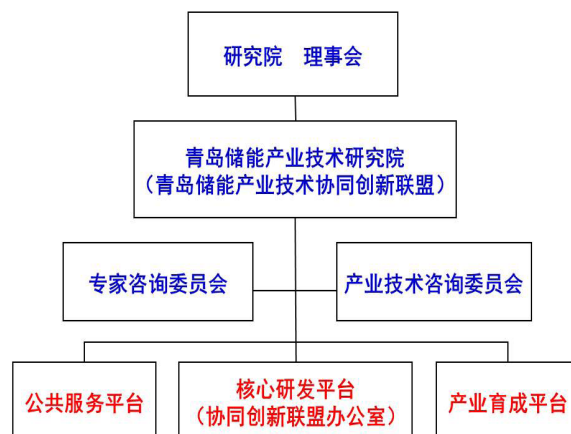 研究院 理事会
青岛储能产业技术研究院
（青岛储能产业技术协同创新联盟）
专家咨询委员会
产业技术咨询委员会
公共服务平台
核心研发平台
（协同创新联盟办公室）
产业育成平台